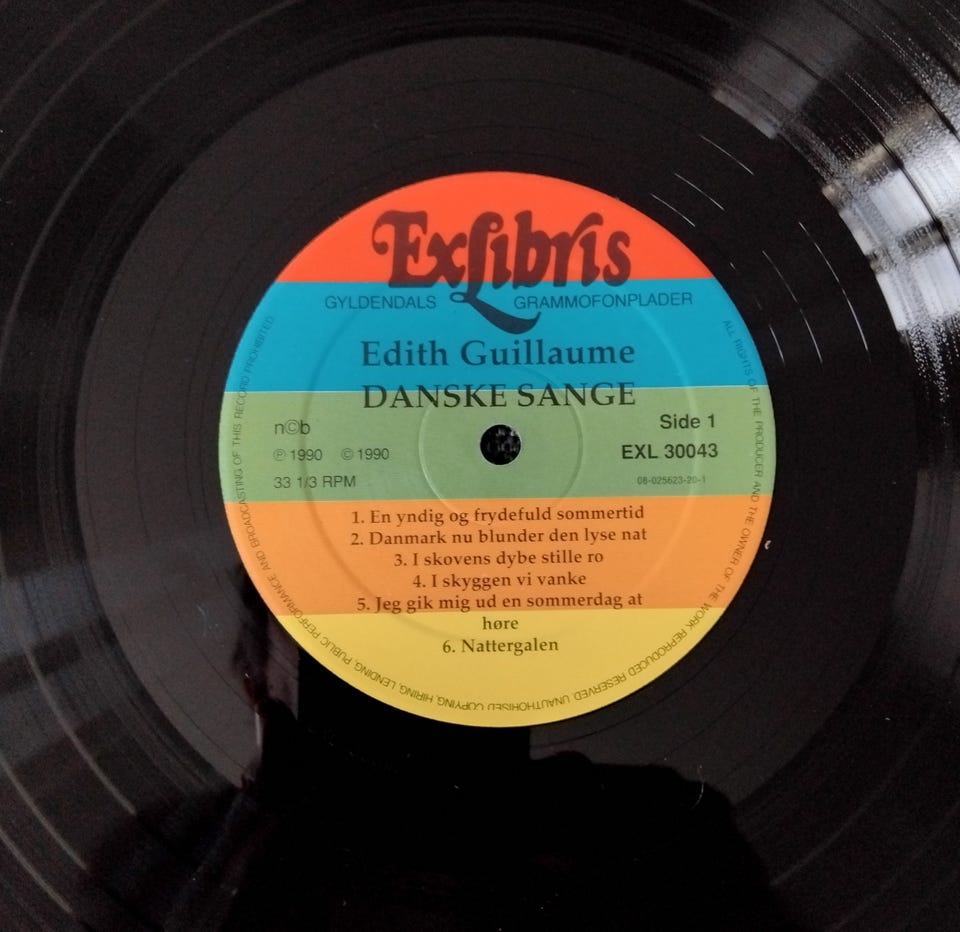 ExLibris
GYLDENDALS GRAMMOFONPLADER
Edith Guillaume
DANSKE SANGE
n©b
Side 1
℗ 1990 © 1990
EXL 30043
33 1/3 RPM
08-025623-20-1
1. En yndig og frydefuld sommertid
2. Danmark nu blunder den lyse nat
3. I skovens dybe stille ro
4. I skyggen vi vanke
5. Jeg gik mig ud en sommerdag at
høre
6. Nattergalen
ALL RIGHTS OF THE PRODUCER AND THE OWNER OF THE WORK REPRODUCED RESERVED. UNAUTHORISED COPYING, HIRING, LENDING, PUBLIC PERFORMANCE AND BROADCASTING OF THIS RECORD PROHIBITED